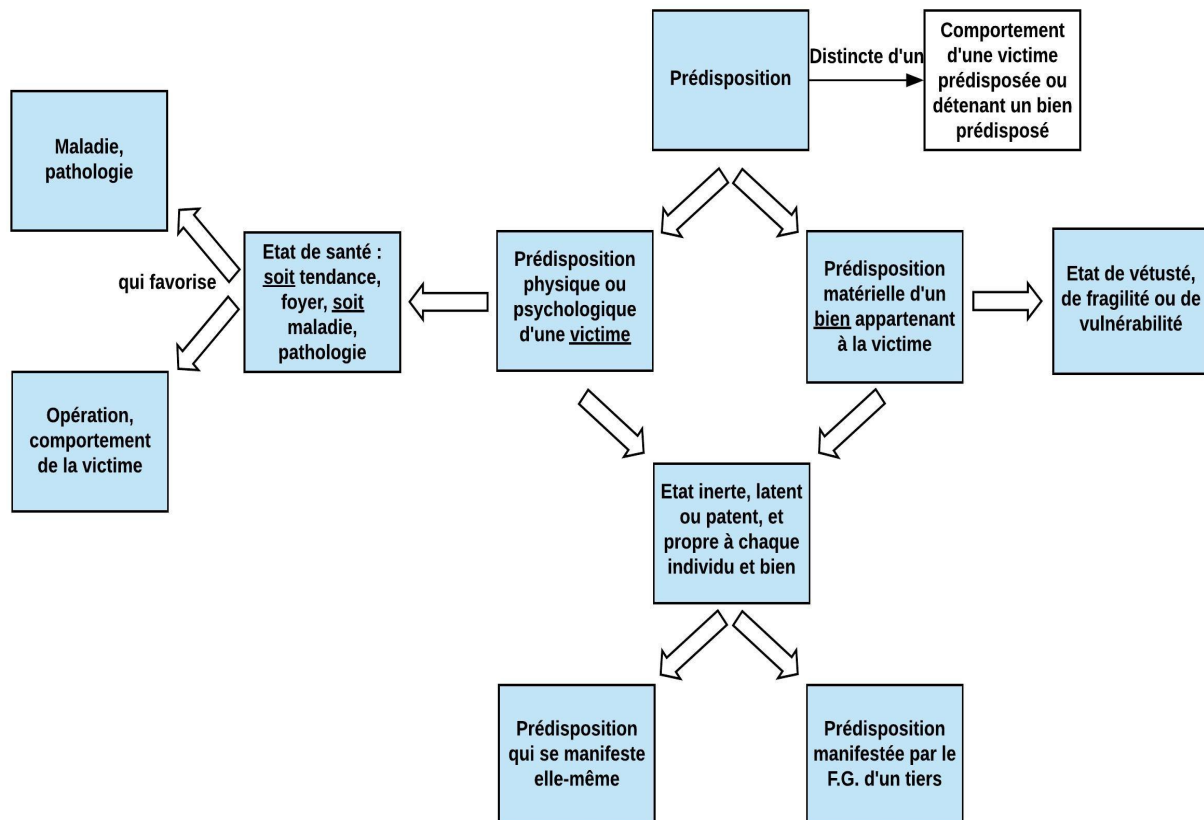 Prédisposition
Distincte d'un
Comportement
d'une victime
prédisposée ou
détenant un bien
prédisposé
Maladie,
pathologie
qui favorise
Opération,
comportement
de la victime
Etat de santé :
soit tendance,
foyer, soit
maladie,
pathologie
Prédisposition
physique ou
psychologique
d'une victime
Prédisposition
matérielle d'un
bien appartenant
à la victime
Etat de vétusté,
de fragilité ou de
vulnérabilité
Etat inerte, latent
ou patent, et
propre à chaque
individu et bien
Prédisposition
qui se manifeste
elle-même
Prédisposition
manifestée par le
F.G. d'un tiers